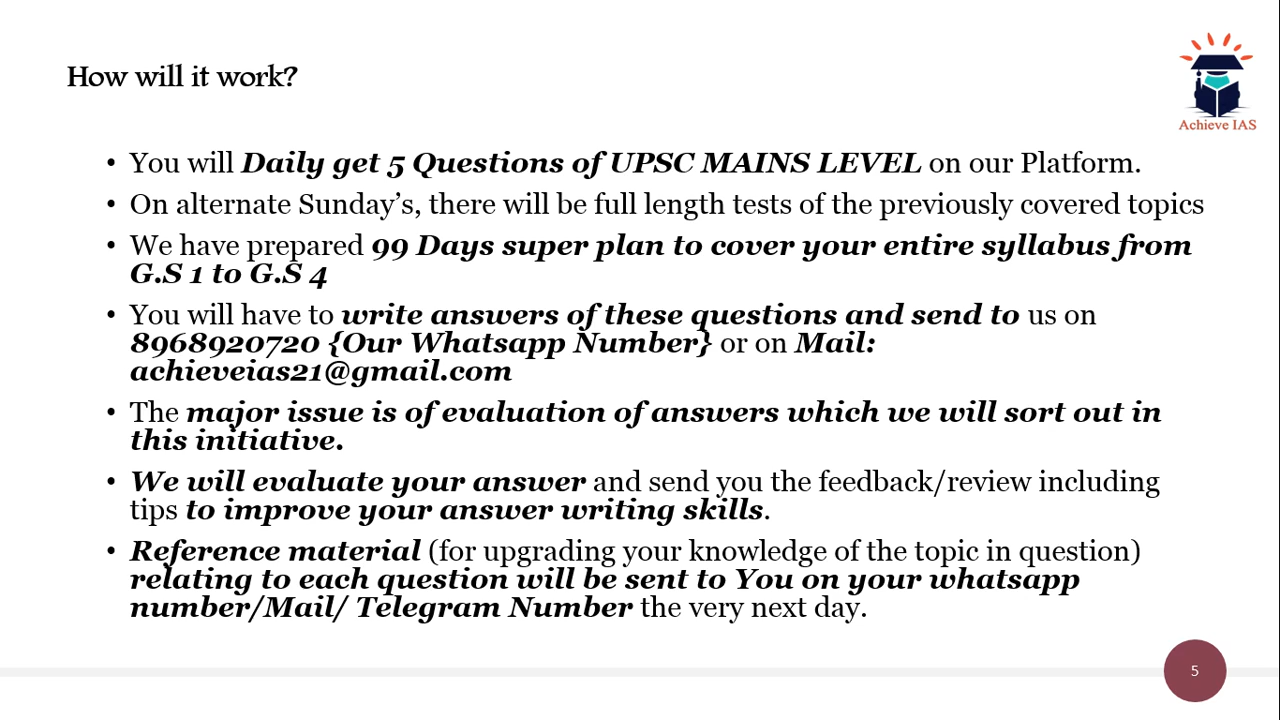 How will it work?
Achieve IAS
• You will Daily get 5 Questions of UPSC MAINS LEVEL on our Platform.
• On alternate Sunday’s, there will be full length tests of the previously covered topics
• We have prepared 99 Days super plan to cover your entire syllabus from
G.S 1 to G.S 4
• You will have to write answers of these questions and send to us on
8968920720 {Our Whatsapp Number} or on Mail:
achieveias21@gmail.com
• The major issue is of evaluation of answers which we will sort out in
this initiative.
• We will evaluate your answer and send you the feedback/review including
tips to improve your answer writing skills.
• Reference material (for upgrading your knowledge of the topic in question)
relating to each question will be sent to You on your whatsapp
number/Mail/ Telegram Number the very next day.
5